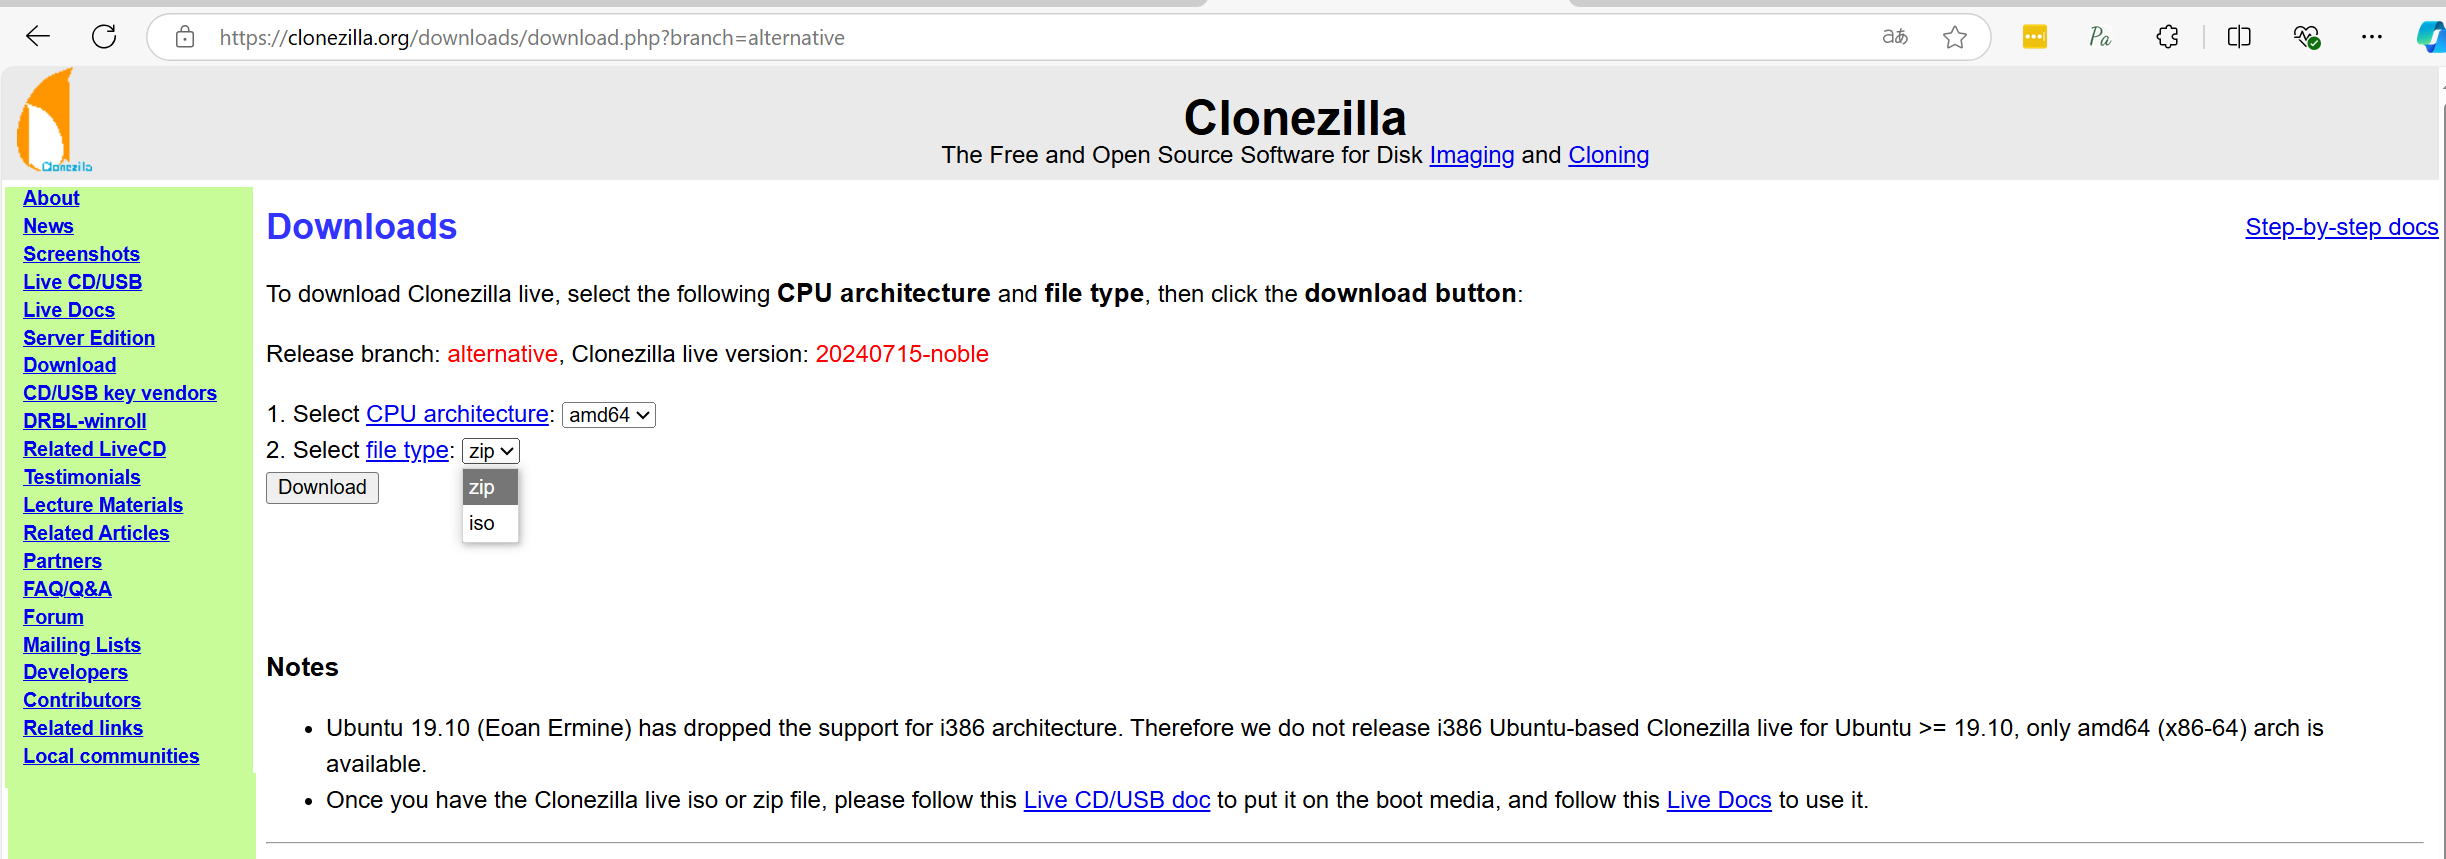 https://clonezilla.org/downloads/download.php?branch=alternative
aあ
Pa
Clonezilla
Clonezilla
The Free and Open Source Software for Disk Imaging and Cloning
About
News
Screenshots
Live CD/USB
Live Docs
Server Edition
Download
CD/USB key vendors
DRBL-winroll
Related LiveCD
Testimonials
Lecture Materials
Related Articles
Partners
FAQ/Q&A
Forum
Mailing Lists
Developers
Contributors
Related links
Local communities
Downloads
Step-by-step docs
To download Clonezilla live, select the following CPU architecture and file type, then click the download button:
Release branch: alternative, Clonezilla live version: 20240715-noble
1. Select CPU architecture: amd64
2. Select file type: zip
Download
zip
iso
Notes
• Ubuntu 19.10 (Eoan Ermine) has dropped the support for i386 architecture. Therefore we do not release i386 Ubuntu-based Clonezilla live for Ubuntu >= 19.10, only amd64 (x86-64) arch is
available.
• Once you have the Clonezilla live iso or zip file, please follow this Live CD/USB doc to put it on the boot media, and follow this Live Docs to use it.